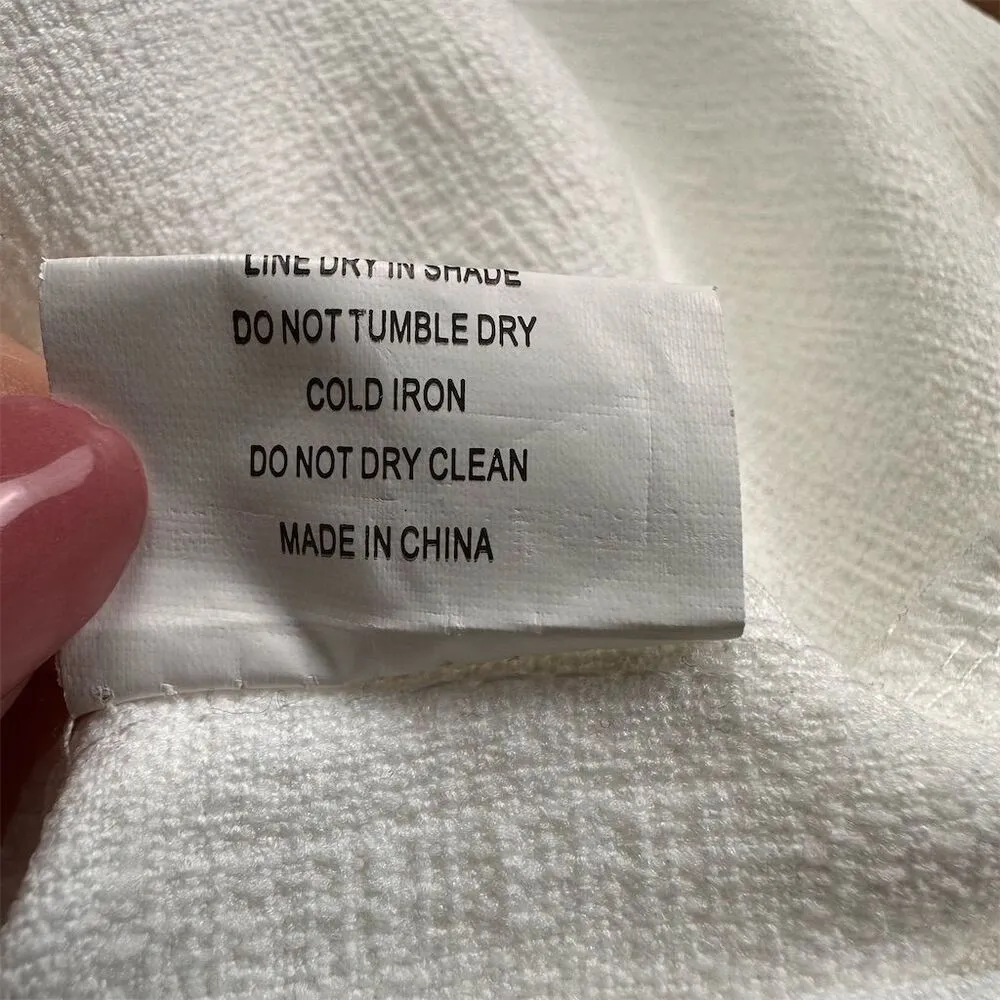 LINE DRY IN SHADE
DO NOT TUMBLE DRY
COLD IRON
DO NOT DRY CLEAN
MADE IN CHINA